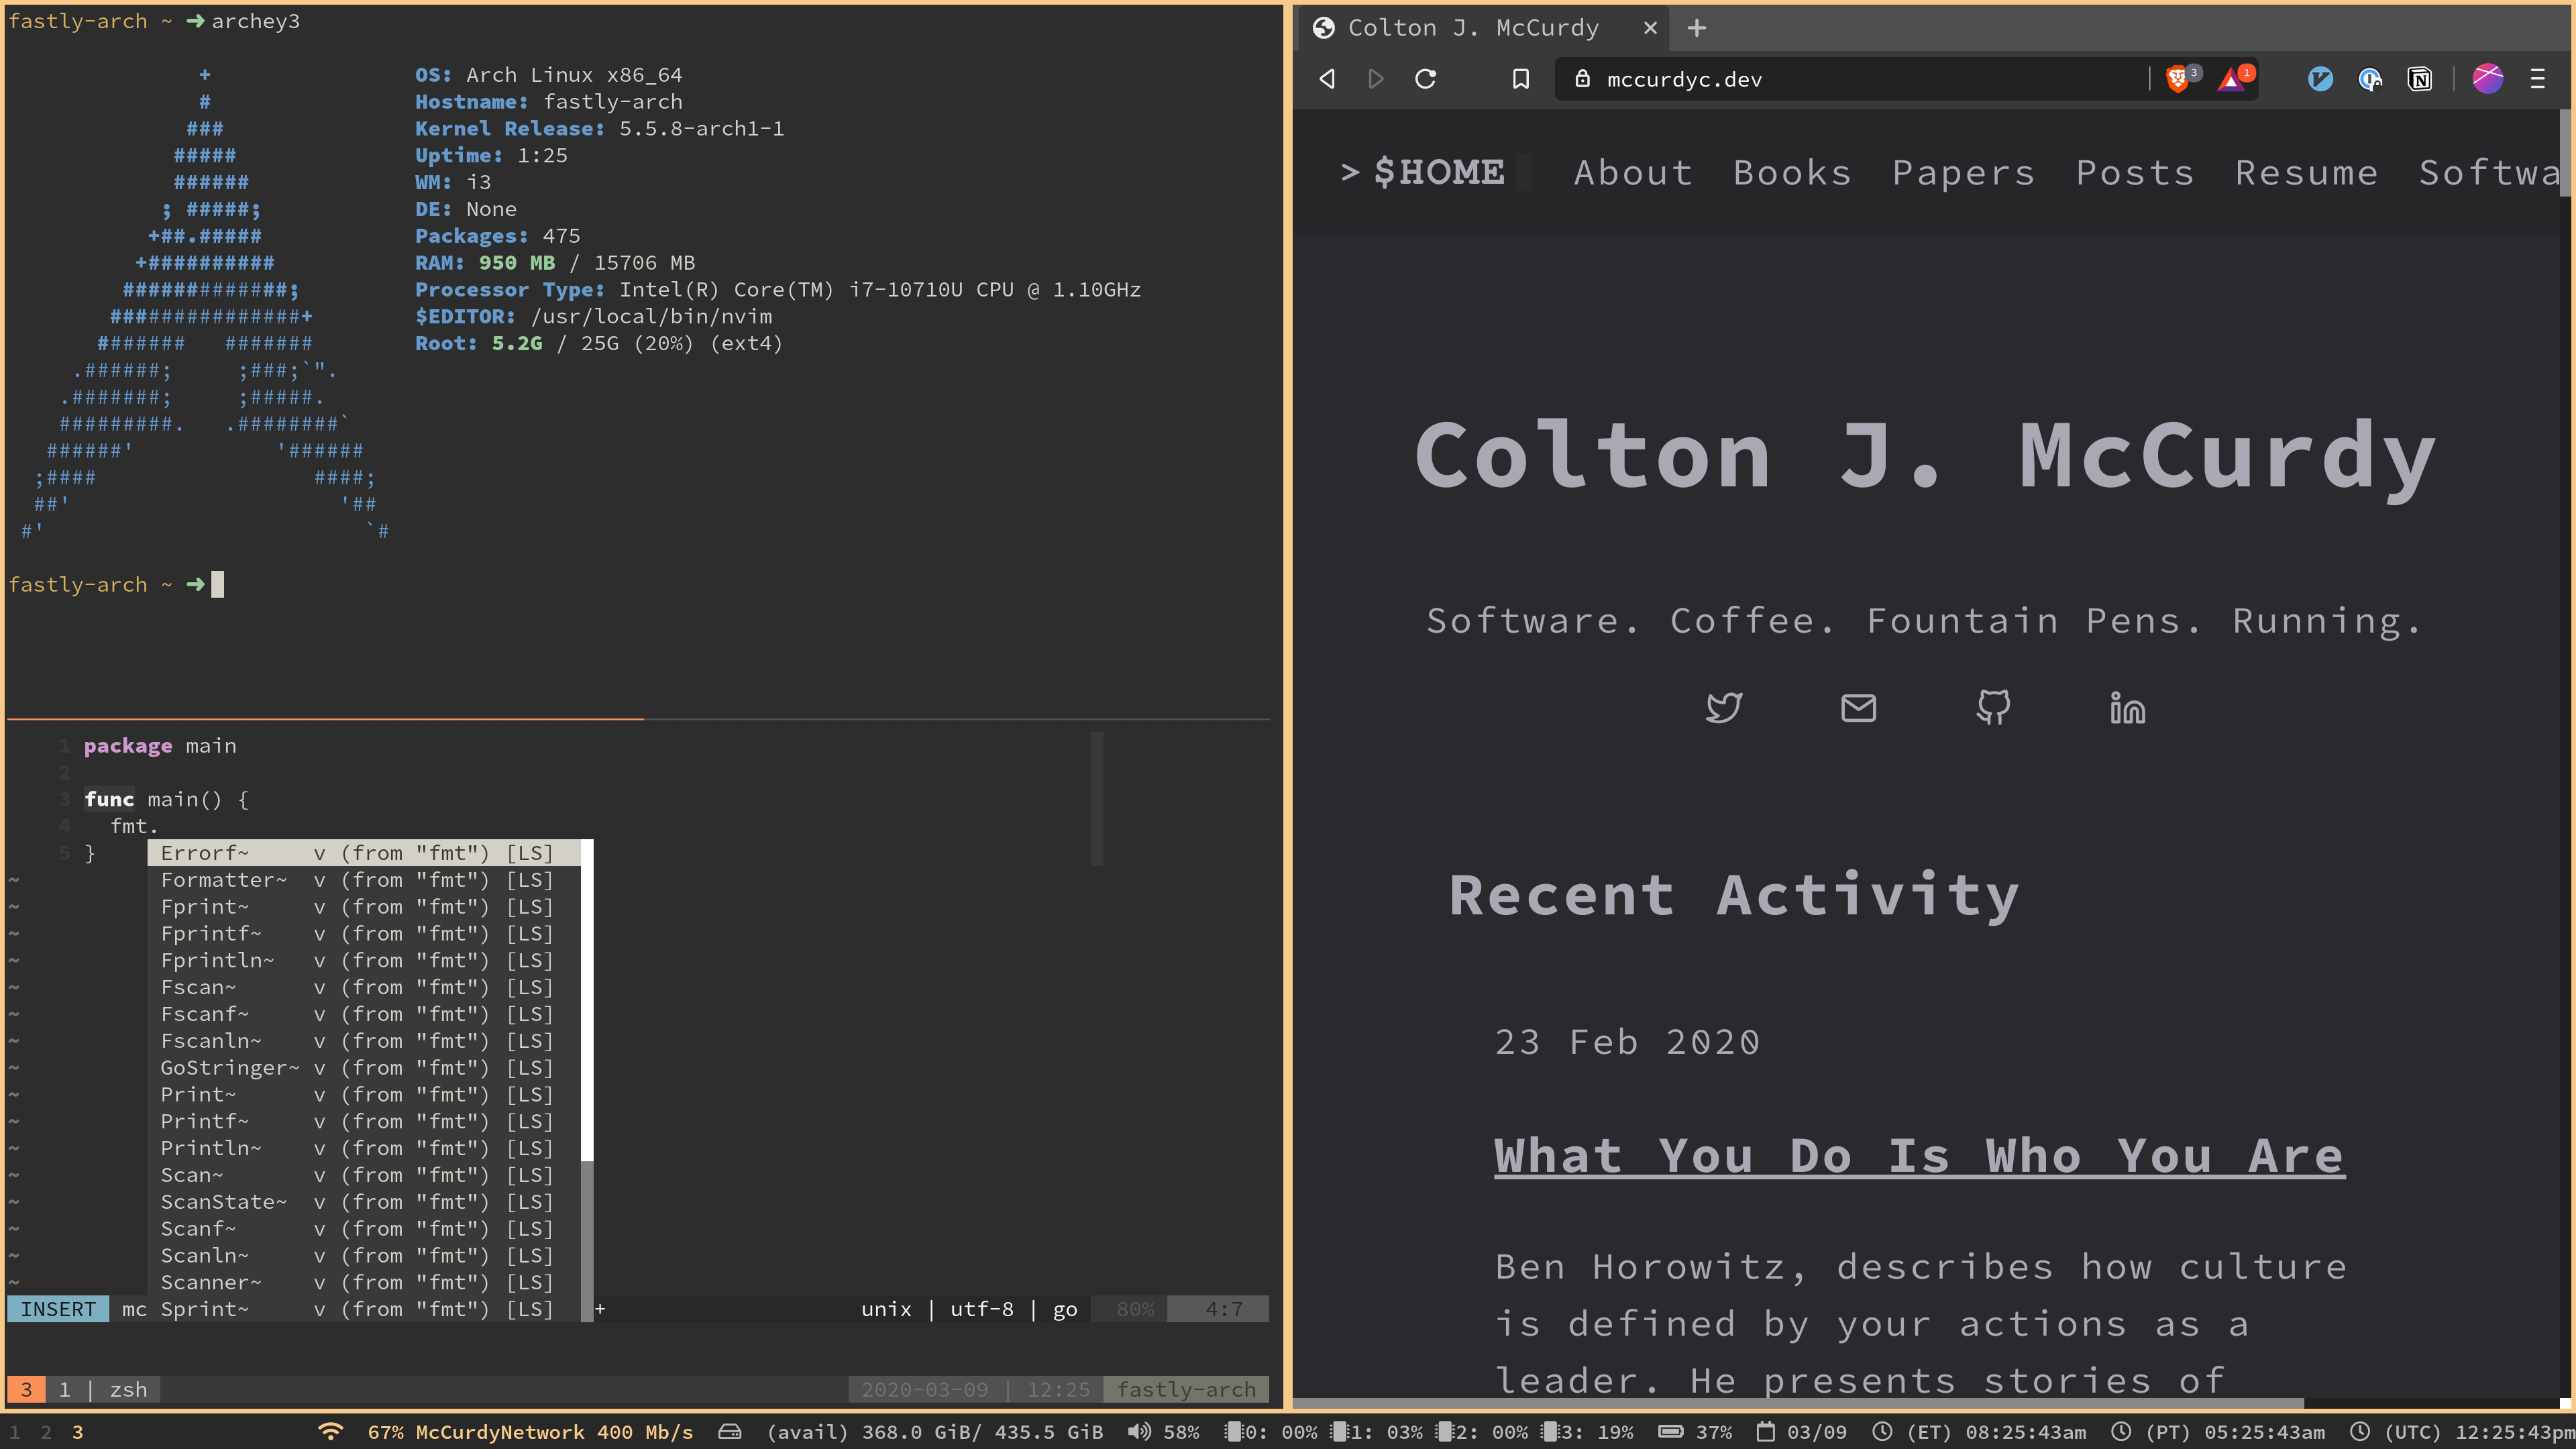 fastly-arch ~ ➜ archey3
OS: Arch Linux x86_64
Hostname: fastly-arch
Kernel Release: 5.5.8-arch1-1
Uptime: 1:25
WM: i3
DE: None
Packages: 475
RAM: 950 MB / 15706 MB
Processor Type: Intel(R) Core(TM) i7-10710U CPU @ 1.10GHz
$EDITOR: /usr/local/bin/nvim
Root: 5.2G / 25G (20%) (ext4)
fastly-arch ~ ➜
1 package main
2
3 func main() {
4 fmt.
5 }
Errorf~ v (from "fmt") [LS]
Formatter~ v (from "fmt") [LS]
Fprint~ v (from "fmt") [LS]
Fprintf~ v (from "fmt") [LS]
Fprintln~ v (from "fmt") [LS]
Fscan~ v (from "fmt") [LS]
Fscanf~ v (from "fmt") [LS]
Fscanln~ v (from "fmt") [LS]
GoStringer~ v (from "fmt") [LS]
Print~ v (from "fmt") [LS]
Printf~ v (from "fmt") [LS]
Println~ v (from "fmt") [LS]
Scan~ v (from "fmt") [LS]
ScanState~ v (from "fmt") [LS]
Scanf~ v (from "fmt") [LS]
Scanln~ v (from "fmt") [LS]
Scanner~ v (from "fmt") [LS]
Sprint~ v (from "fmt") [LS]
INSERT mc + unix | utf-8 | go 80% 4:7
3 1 | zsh 2020-03-09 | 12:25 fastly-arch
Colton J. McCurdy
mccurdyc.dev 3 1
> $HOME About Books Papers Posts Resume Softwa
Colton J. McCurdy
Software. Coffee. Fountain Pens. Running.
Recent Activity
23 Feb 2020
What You Do Is Who You Are
Ben Horowitz, describes how culture
is defined by your actions as a
leader. He presents stories of
1 2 3 67% McCurdyNetwork 400 Mb/s (avail) 368.0 GiB/ 435.5 GiB 58% 0: 00% 1: 03% 2: 00% 3: 19% 37% 03/09 (ET) 08:25:43am (PT) 05:25:43am (UTC) 12:25:43pm